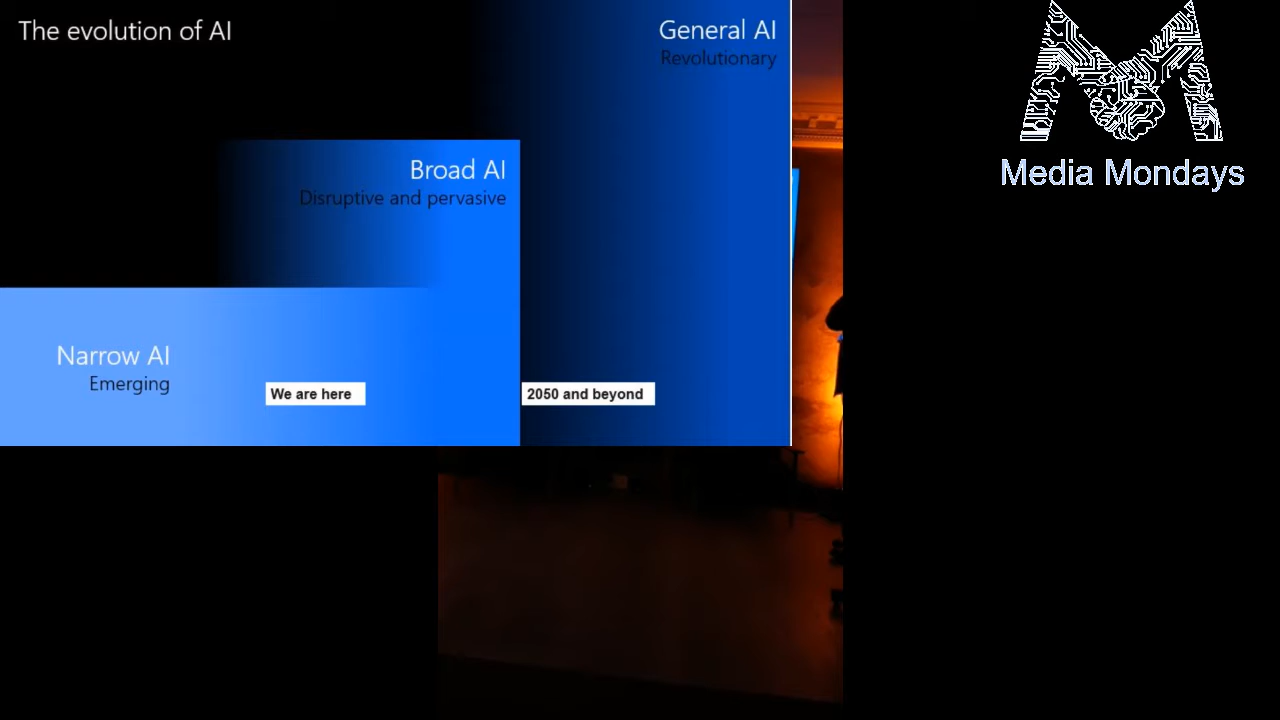 The evolution of AI
General AI
Revolutionary
Broad AI
Disruptive and pervasive
Narrow AI
Emerging
We are here
2050 and beyond
Media Mondays